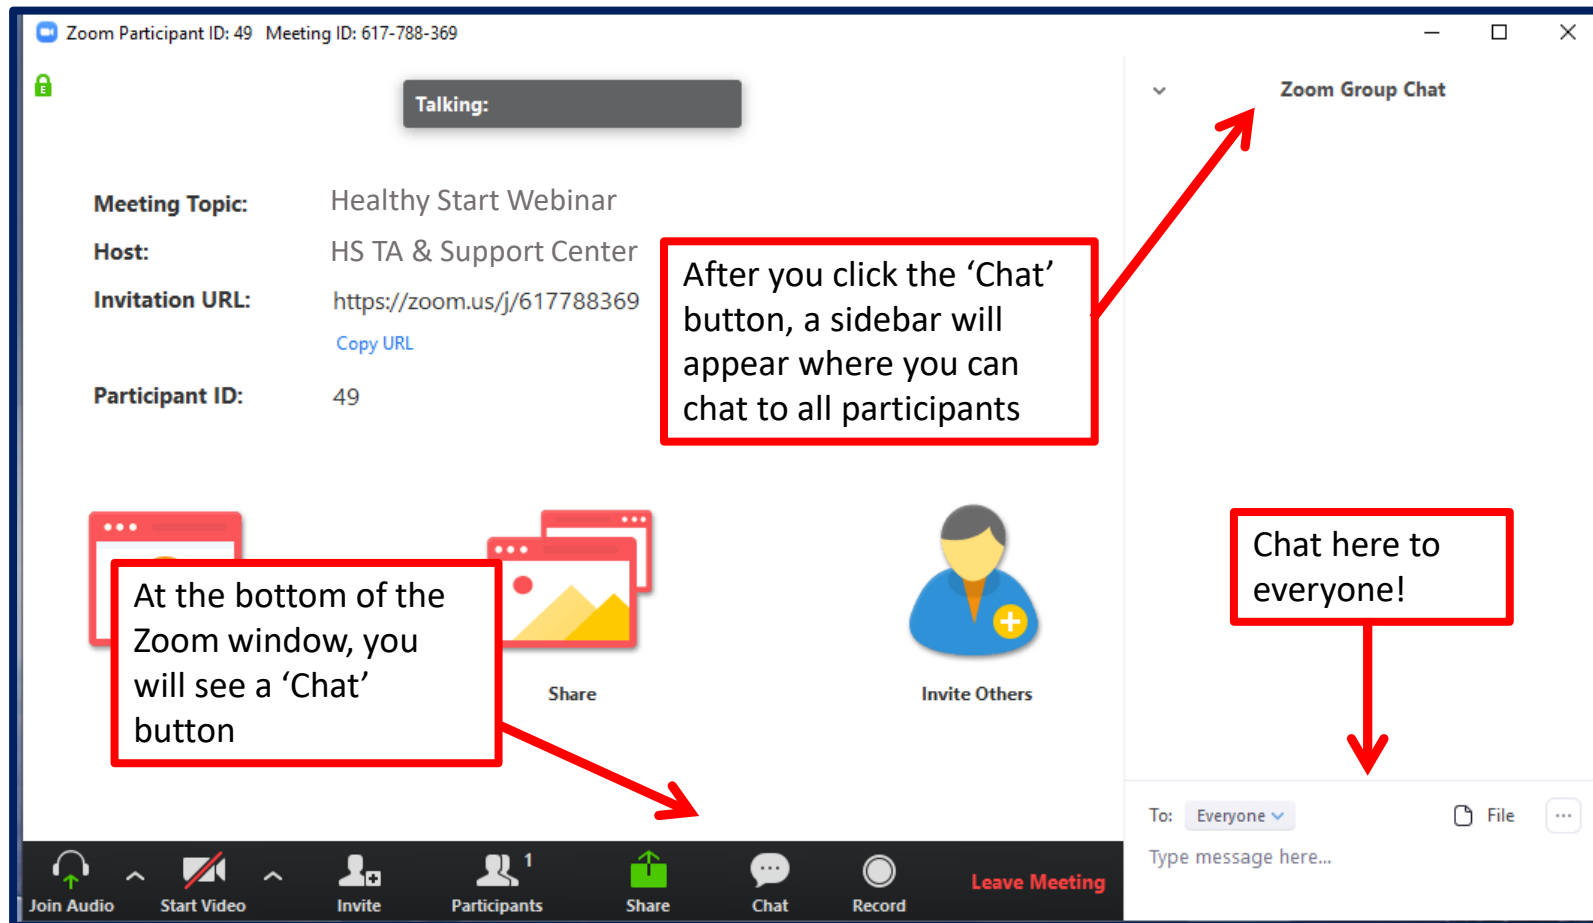 Zoom Participant ID: 49 Meeting ID: 617-788-369
E
Talking:
Zoom Group Chat
Meeting Topic: Healthy Start Webinar
Host: HS TA & Support Center
Invitation URL: https://zoom.us/j/617788369
Copy URL
Participant ID: 49
After you click the ‘Chat’
button, a sidebar will
appear where you can
chat to all participants
At the bottom of the
Zoom window, you
will see a ‘Chat’
button
Share
Invite Others
Chat here to
everyone!
To: Everyone File
Type message here...
1
Join Audio Start Video Invite Participants Share Chat Record Leave Meeting